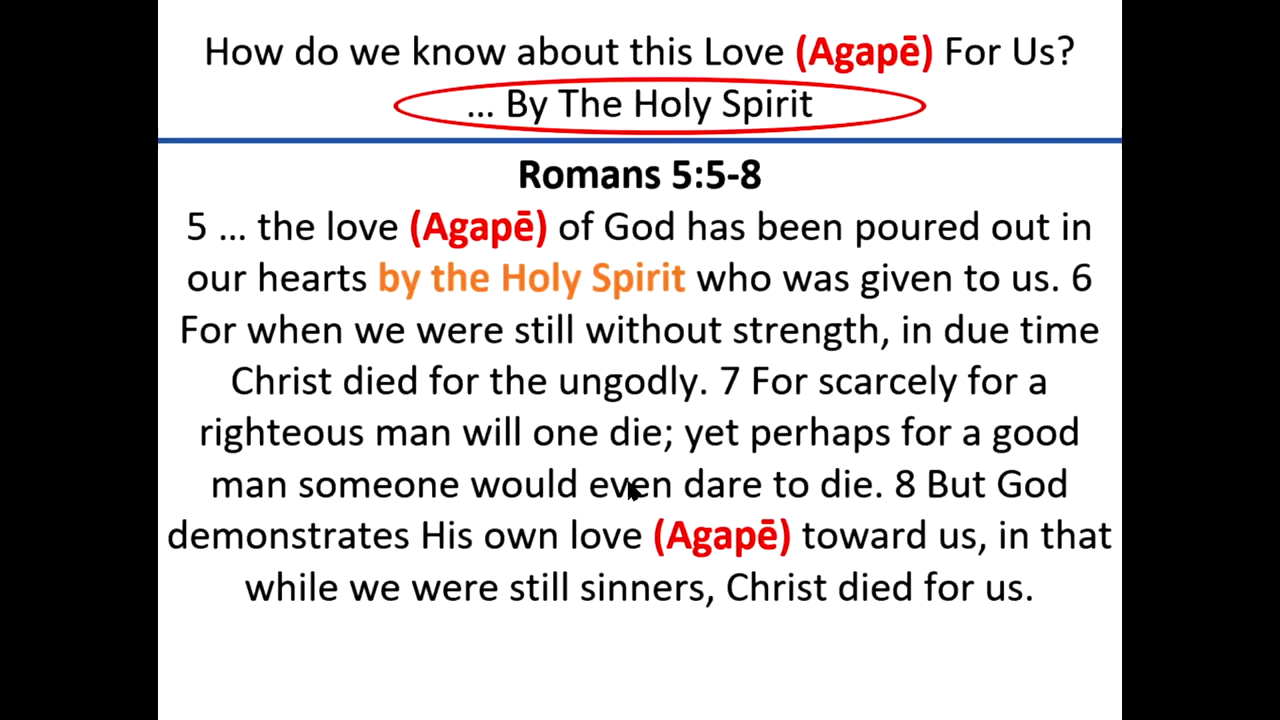 How do we know about this Love (Agapē) For Us?
... By The Holy Spirit
Romans 5:5-8
5 ... the love (Agapē) of God has been poured out in
our hearts by the Holy Spirit who was given to us. 6
For when we were still without strength, in due time
Christ died for the ungodly. 7 For scarcely for a
righteous man will one die; yet perhaps for a good
man someone would even dare to die. 8 But God
demonstrates His own love (Agapē) toward us, in that
while we were still sinners, Christ died for us.